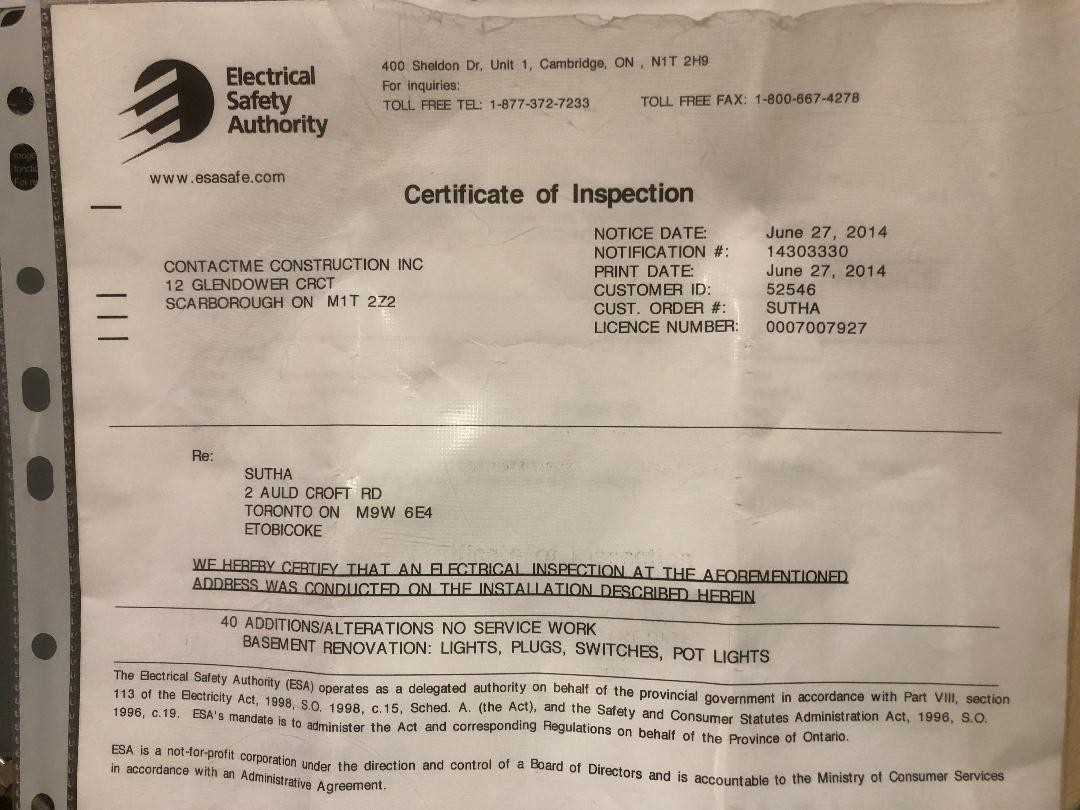 Electrical
Safety
Authority
400 Sheldon Dr, Unit 1, Cambridge, ON , N1T 2H9
For inquiries:
TOLL FREE TEL: 1-877-372-7233 TOLL FREE FAX: 1-800-667-4278
www.esasafe.com
Certificate of Inspection
CONTACTME CONSTRUCTION INC
12 GLENDOWER CRCT
SCARBOROUGH ON M1T 2Z2
NOTICE DATE: June 27, 2014
NOTIFICATION #: 14303330
PRINT DATE: June 27, 2014
CUSTOMER ID: 52546
CUST. ORDER #: SUTHA
LICENCE NUMBER: 0007007927
Re:
SUTHA
2 AULD CROFT RD
TORONTO ON M9W 6E4
ETOBICOKE
WE HEREBY CERTIFY THAT AN ELECTRICAL INSPECTION AT THE AFOREMENTIONED
ADDRESS WAS CONDUCTED ON THE INSTALLATION DESCRIBED HEREIN
40 ADDITIONS/ALTERATIONS NO SERVICE WORK
BASEMENT RENOVATION: LIGHTS, PLUGS, SWITCHES, POT LIGHTS
The Electrical Safety Authority (ESA) operates as a delegated authority on behalf of the provincial government in accordance with Part VIII, section
113 of the Electricity Act, 1998, S.O. 1998, c.15, Sched. A. (the Act), and the Safety and Consumer Statutes Administration Act, 1996, S.O.
1996, c.19. ESA's mandate is to administer the Act and corresponding Regulations on behalf of the Province of Ontario.
ESA is a not-for-profit corporation under the direction and control of a Board of Directors and is accountable to the Ministry of Consumer Services
in accordance with an Administrative Agreement.